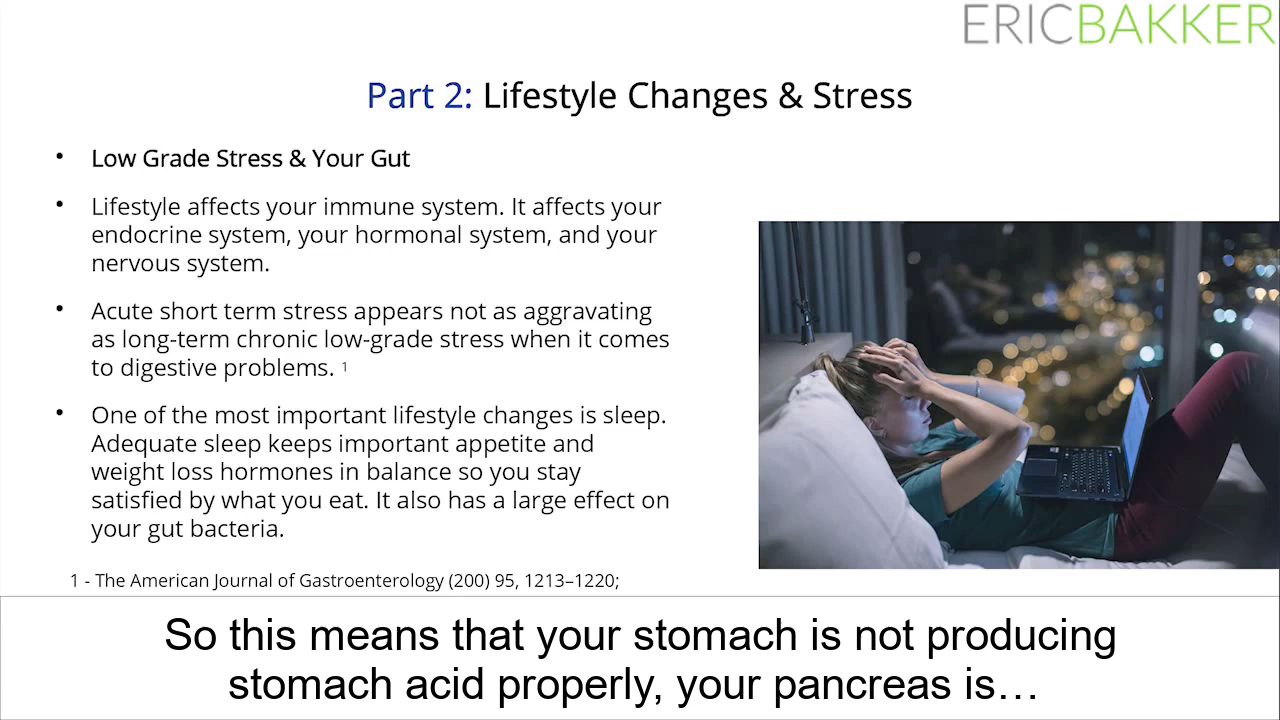 ERICBAKKER
Part 2: Lifestyle Changes & Stress
• Low Grade Stress & Your Gut
• Lifestyle affects your immune system. It affects your
endocrine system, your hormonal system, and your
nervous system.
• Acute short term stress appears not as aggravating
as long-term chronic low-grade stress when it comes
to digestive problems. 1
• One of the most important lifestyle changes is sleep.
Adequate sleep keeps important appetite and
weight loss hormones in balance so you stay
satisfied by what you eat. It also has a large effect on
your gut bacteria.
1 - The American Journal of Gastroenterology (200) 95, 1213–1220;
So this means that your stomach is not producing
stomach acid properly, your pancreas is…